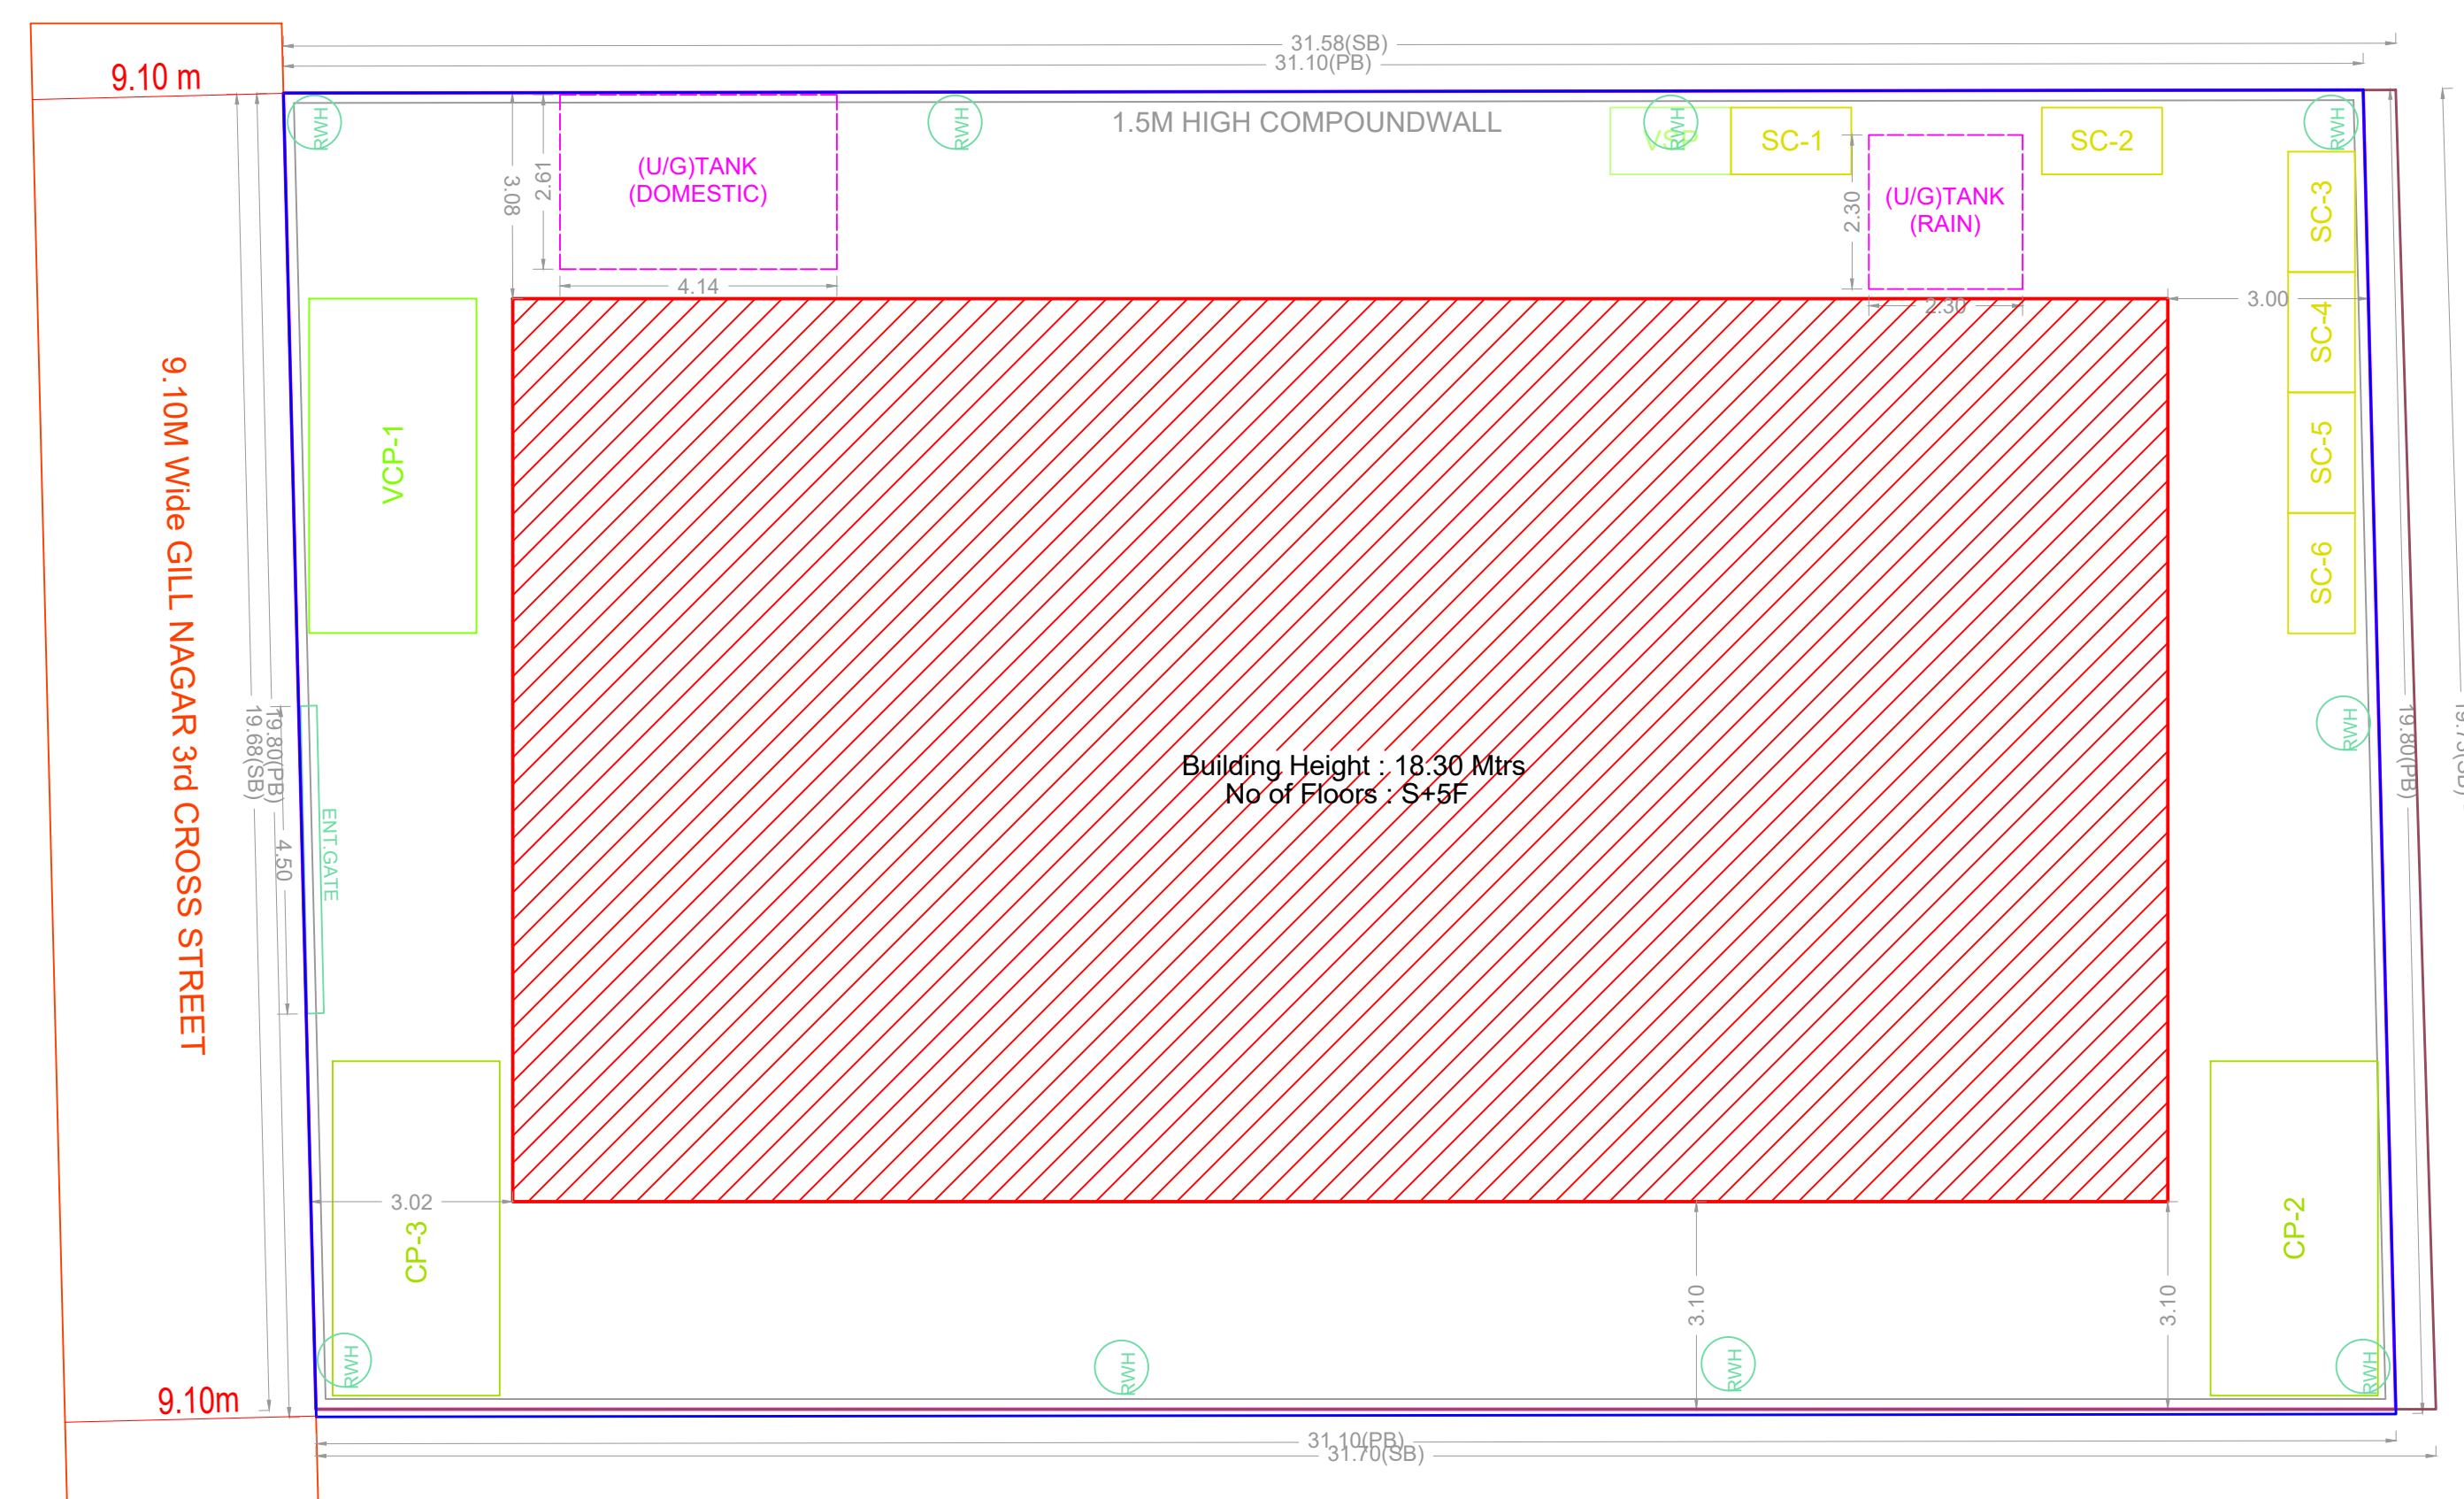 31.58(SB)
31.10(PB)
9.10 m
RWH
RWH
1.5M HIGH COMPOUNDWALL
VSP
RWH
SC-1
SC-2
RWH
(U/G)TANK
(DOMESTIC)
3.08
2.61
4.14
2.30
(U/G)TANK
(RAIN)
2.30
3.00
SC-3
SC-4
SC-5
SC-6
VCP-1
9.10M Wide GILL NAGAR 3rd CROSS STREET
19.68(SB)
19.80(PB)
4.50
ENT.GATE
Building Height : 18.30 Mtrs
No of Floors : S+5F
RWH
19.80(PB)
3.02
CP-3
CP-2
3.10
3.10
RWH
RWH
RWH
RWH
9.10m
31.10(PB)
31.70(SB)